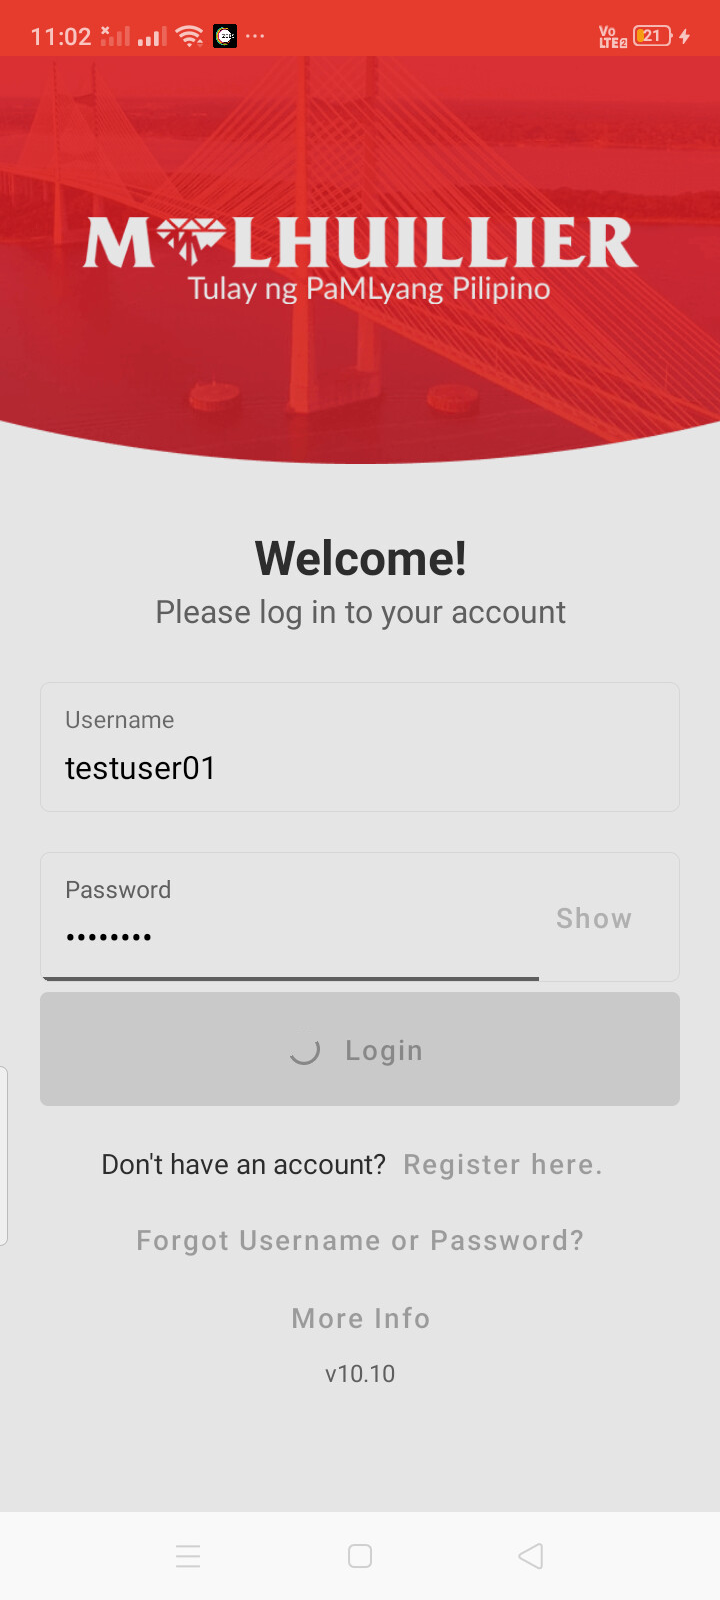 11:02 Vo LTE2 21
M LHUILLIER
Tulay ng PaMLyang Pilipino
Welcome!
Please log in to your account
Username
testuser01
Password
Show
Login
Don't have an account? Register here.
Forgot Username or Password?
More Info
v10.10